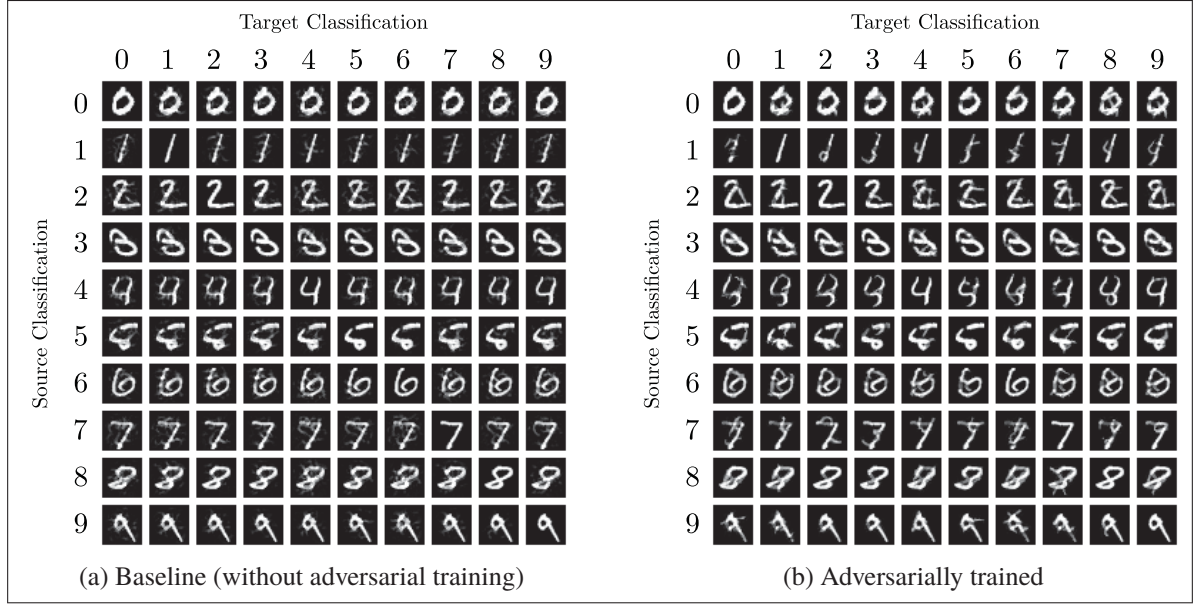 Target Classification
0 1 2 3 4 5 6 7 8 9
Source Classification
0
1
2
3
4
5
6
7
8
9
(a) Baseline (without adversarial training)
Target Classification
0 1 2 3 4 5 6 7 8 9
Source Classification
0
1
2
3
4
5
6
7
8
9
(b) Adversarially trained